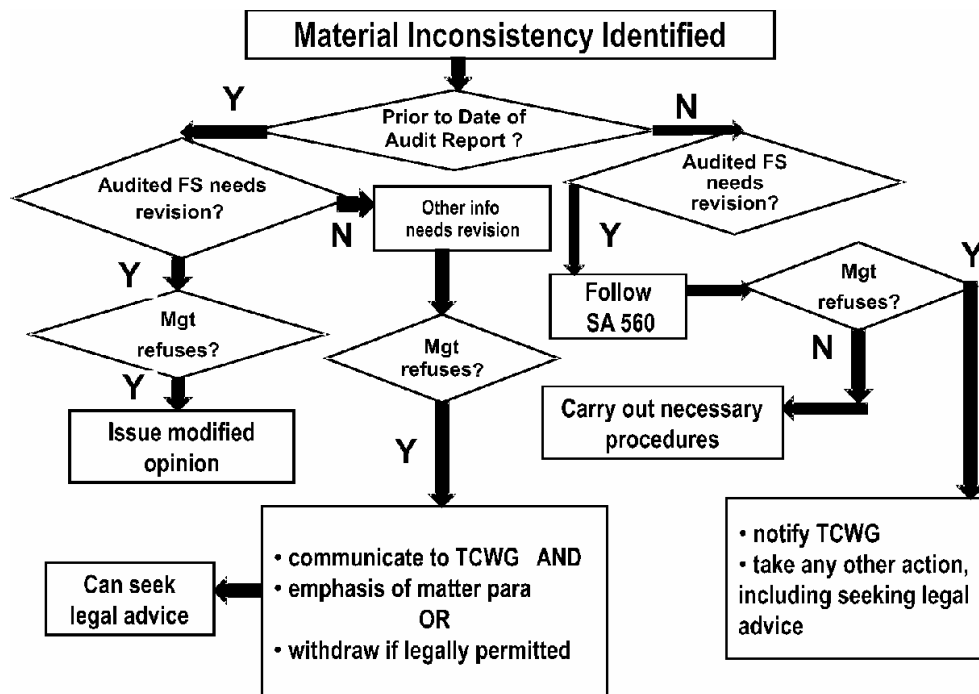 Material Inconsistency Identified
Y
N
Prior to Date of
Audit Report ?
Audited FS needs
revision?
Audited FS
needs
revision?
N
Other info
needs revision
Y
Y
Y
Mgt
refuses?
Follow
SA 560
Mgt
refuses?
Mgt
refuses?
N
Y
Issue modified
opinion
Carry out necessary
procedures
Y
• communicate to TCWG AND
• emphasis of matter para
OR
• withdraw if legally permitted
Can seek
legal advice
• notify TCWG
• take any other action,
including seeking legal
advice